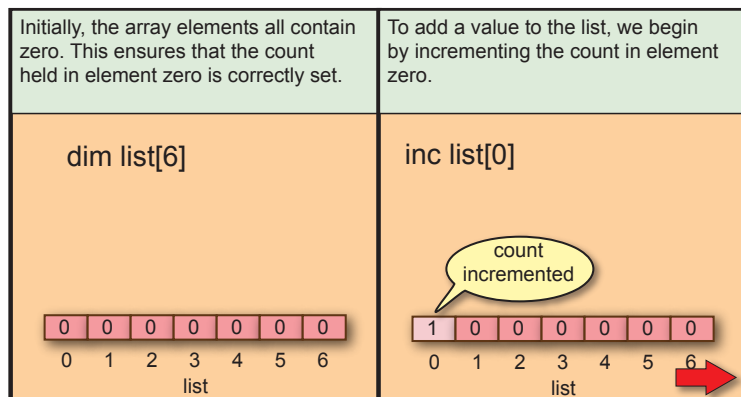 Initially, the array elements all contain
zero. This ensures that the count
held in element zero is correctly set.
dim list[6]
0 0 0 0 0 0 0
0 1 2 3 4 5 6
list
To add a value to the list, we begin
by incrementing the count in element
zero.
inc list[0]
count
incremented
1 0 0 0 0 0 0
0 1 2 3 4 5 6
list